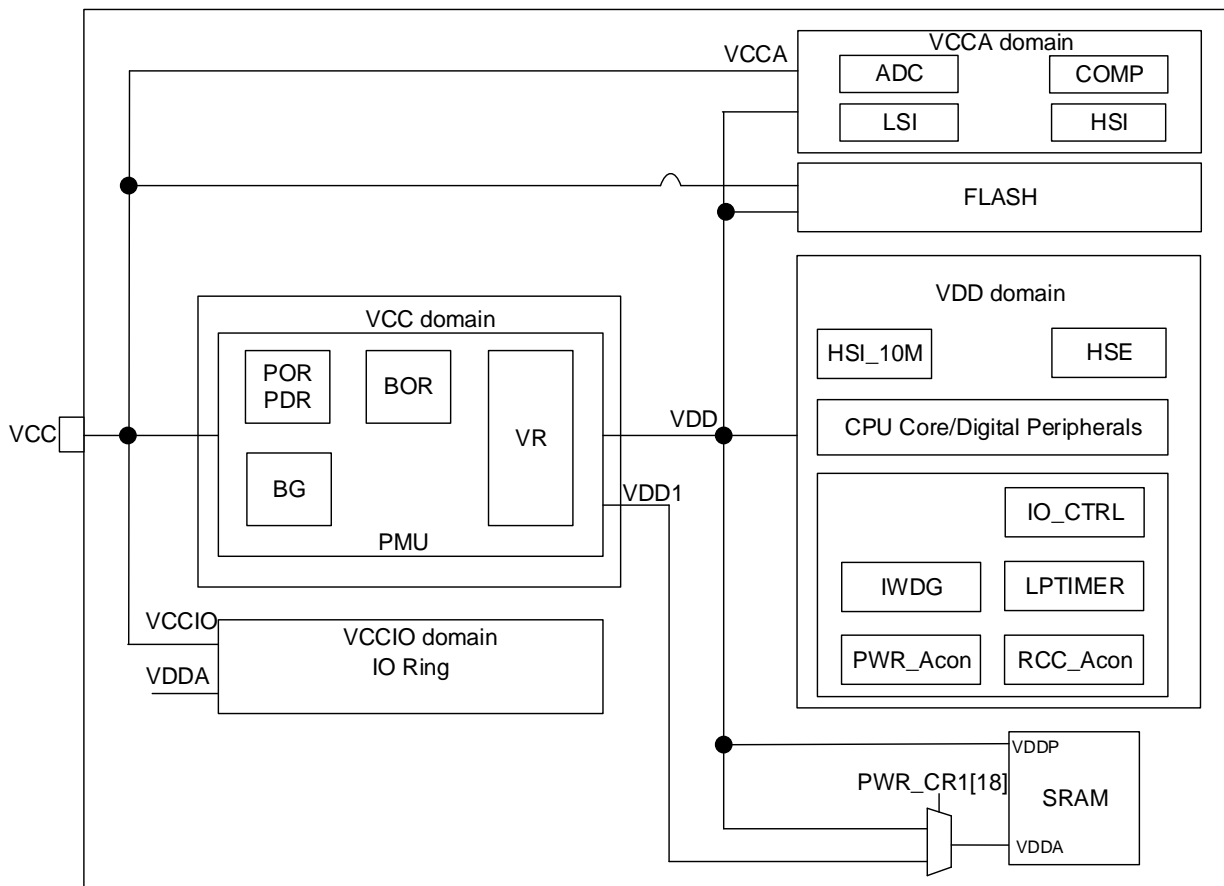 VCCA domain
VCCA
ADC
COMP
LSI
HSI
FLASH
VCC domain
VDD domain
POR
PDR
BOR
VR
HSI_10M
HSE
VCC
VDD
CPU Core/Digital Peripherals
BG
VDD1
PMU
IO_CTRL
IWDG
LPTIMER
VCCIO
VCCIO domain
IO Ring
VDDA
PWR_Acon
RCC_Acon
VDDP
PWR_CR1[18]
SRAM
VDDA